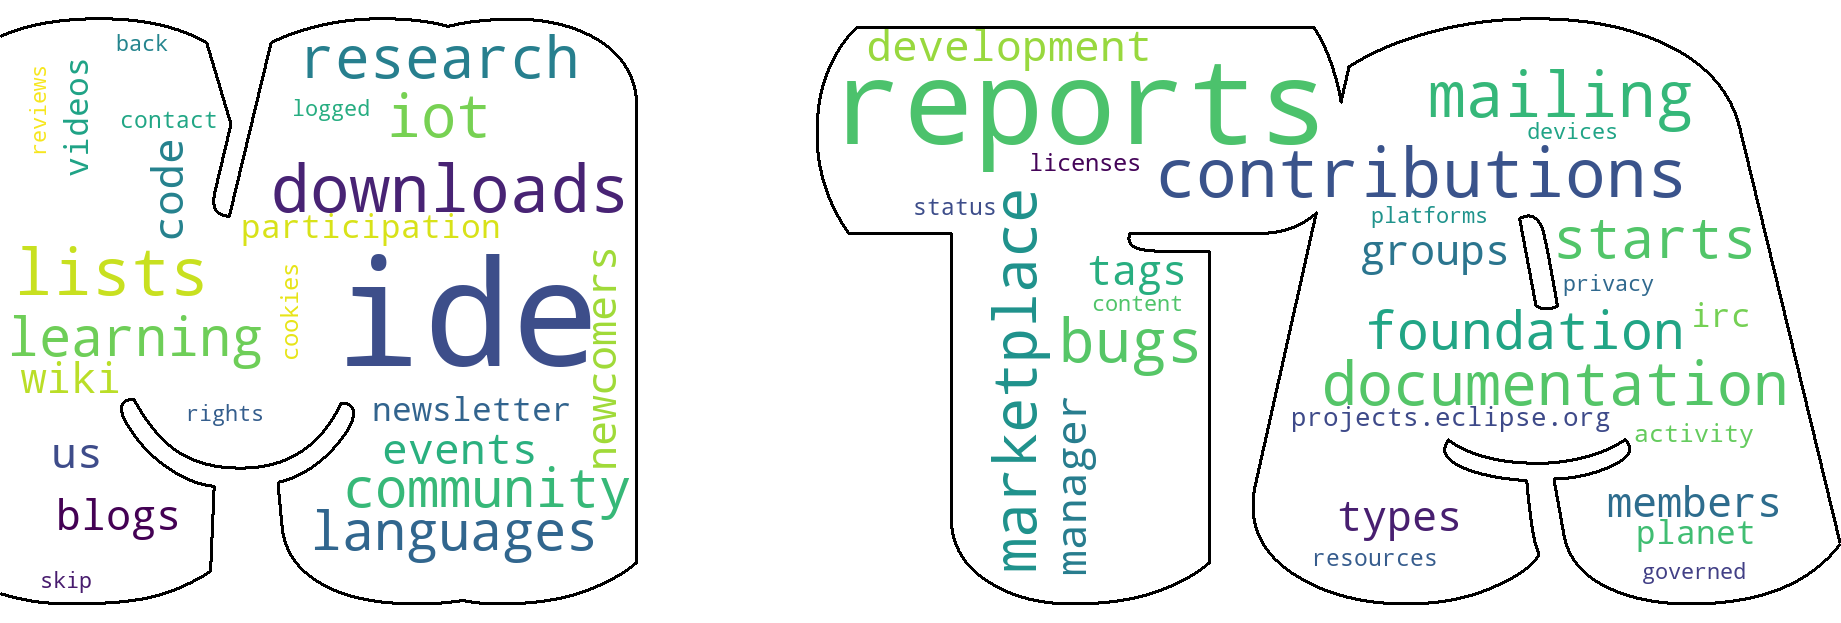 back
research
reviews
videos
contact
logged
iot
code
downloads
participation
lists
cookies
ide
newcomers
learning
wiki
rights
newsletter
us
events
community
blogs
languages
skip
development
reports
mailing
devices
licenses
contributions
status
marketplace
platforms
groups
starts
tags
privacy
content
bugs
foundation
irc
documentation
manager
projects.eclipse.org
activity
types
members
planet
resources
governed